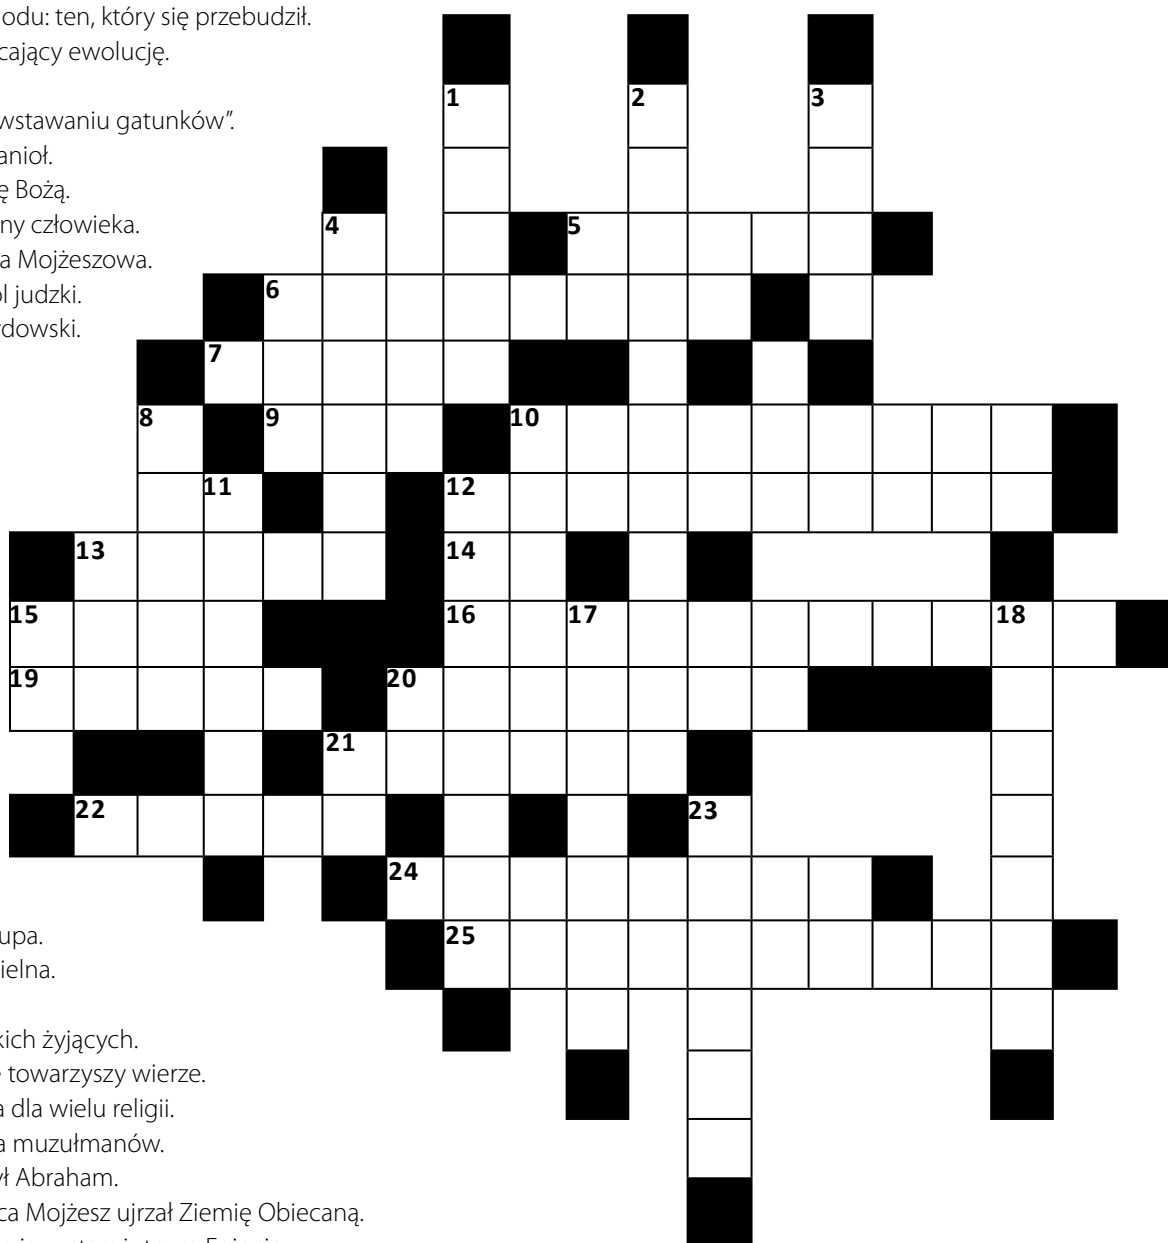 odu: ten, który się przebudził.
cający ewolucję.
wstawaniu gatunków”.
anioł.
ę Bożą.
ny człowieka.
a Mojżeszowa.
ol judzki.
dowski.
1 2 3
4 5
6
7
8 9 10
11 12
13 14
15 16 17 18
19 20
21
22 23
24
25
upa.
ielna.
kich żyjących.
e towarzyszy wierze.
a dla wielu religii.
a muzułmanów.
ył Abraham.
ca Mojżesz ujrzał Ziemię Obiecaną.